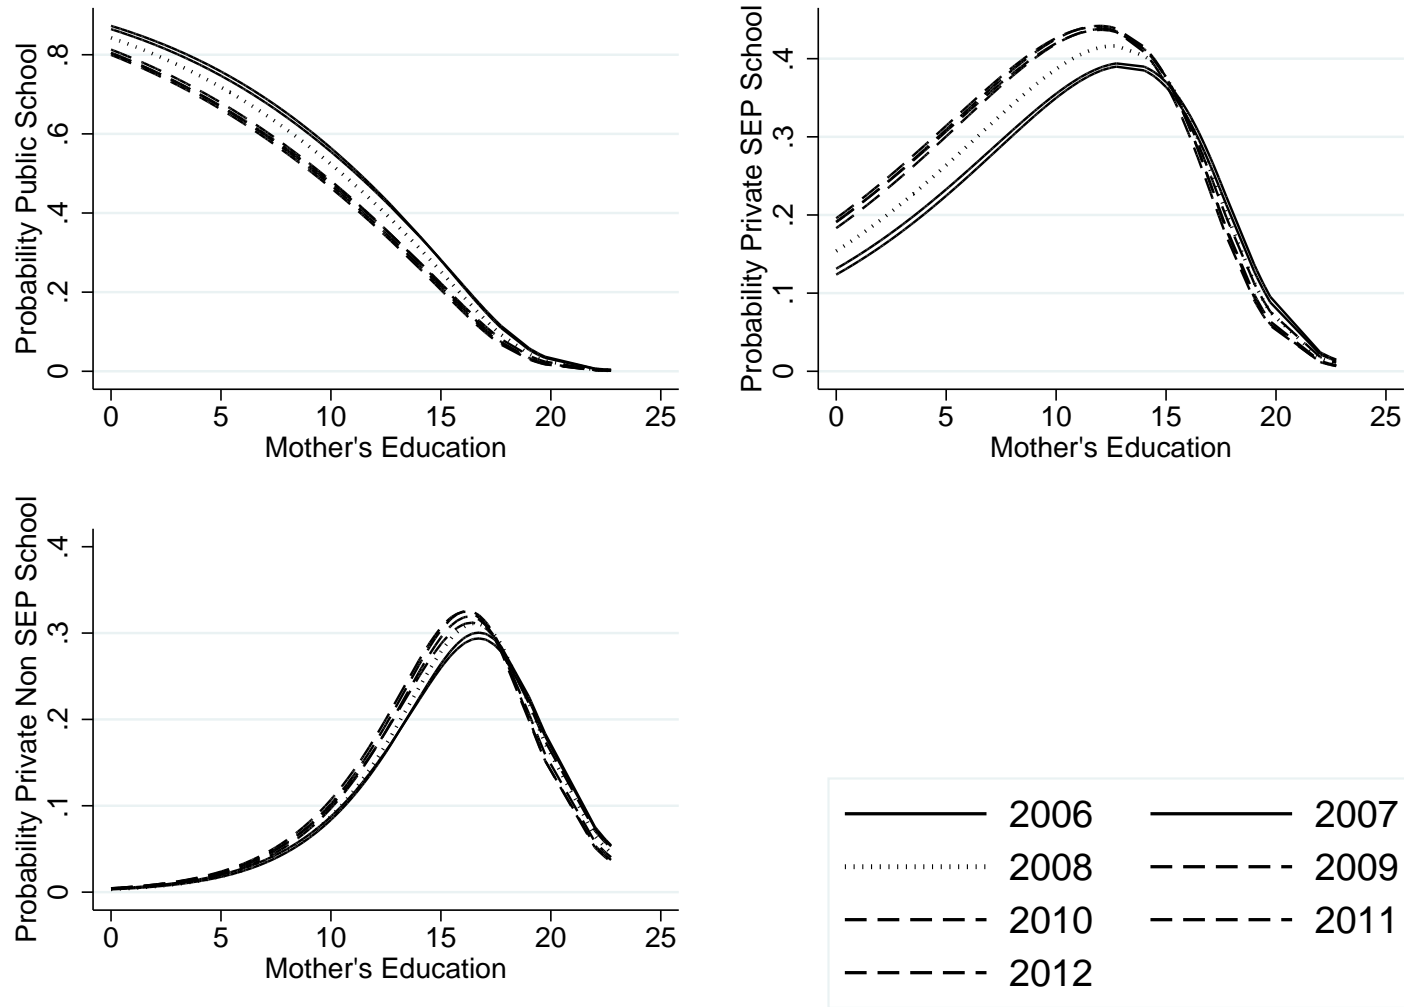 Probability Public School
0 .2 .4 .6 .8
0 5 10 15 20 25
Mother's Education
Probability Private SEP School
0 .1 .2 .3 .4
0 5 10 15 20 25
Mother's Education
Probability Private Non SEP School
0 .1 .2 .3 .4
0 5 10 15 20 25
Mother's Education
2006 2007
2008 2009
2010 2011
2012